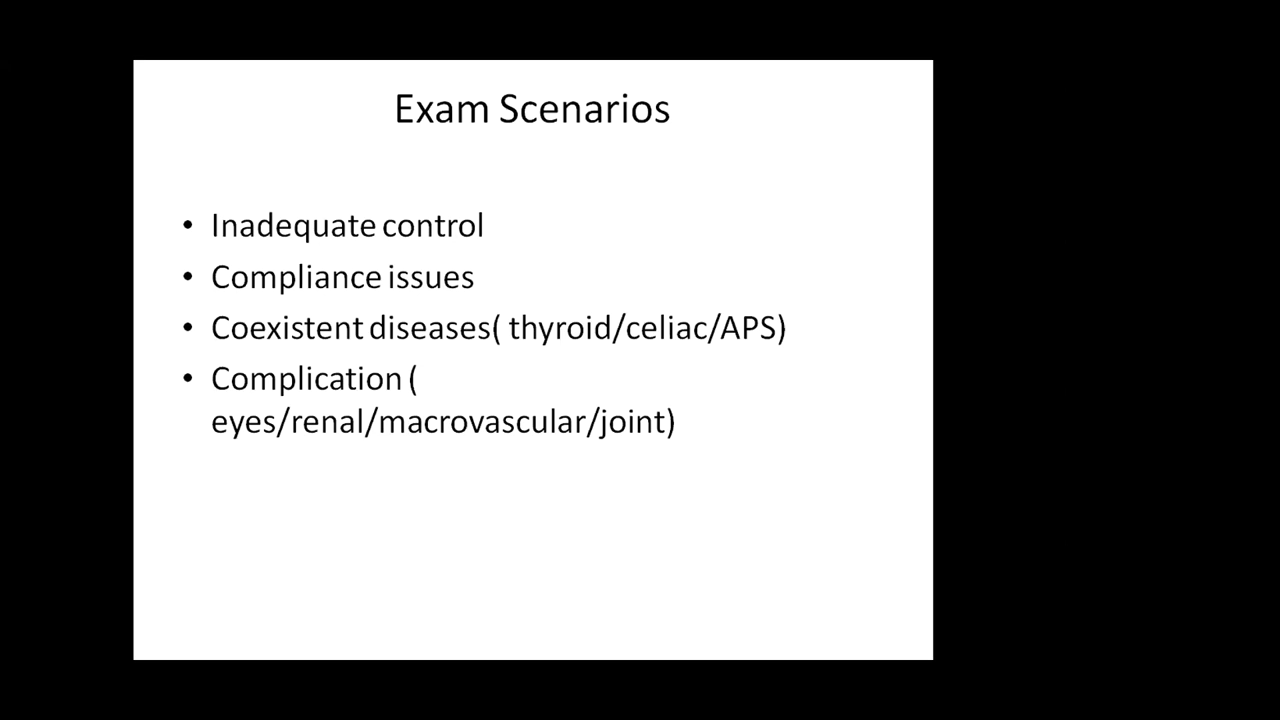 Exam Scenarios
• Inadequate control
• Compliance issues
• Coexistent diseases( thyroid/celiac/APS)
• Complication (
eyes/renal/macrovascular/joint)